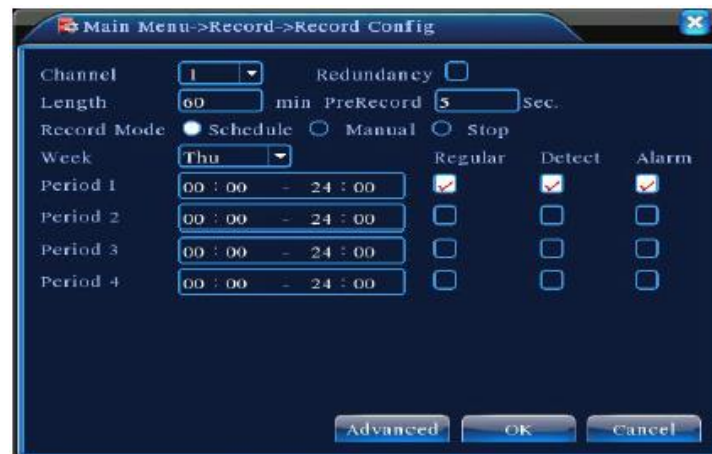 Main Menu->Record->Record Config
Channel 1 Redundancy
Length 60 min PreRecord 5 Sec.
Record Mode Schedule Manual Stop
Week Thu Regular Detect Alarm
Period 1 00 : 00 - 24 : 00
Period 2 00 : 00 - 24 : 00
Period 3 00 : 00 - 24 : 00
Period 4 00 : 00 - 24 : 00
Advanced OK Cancel